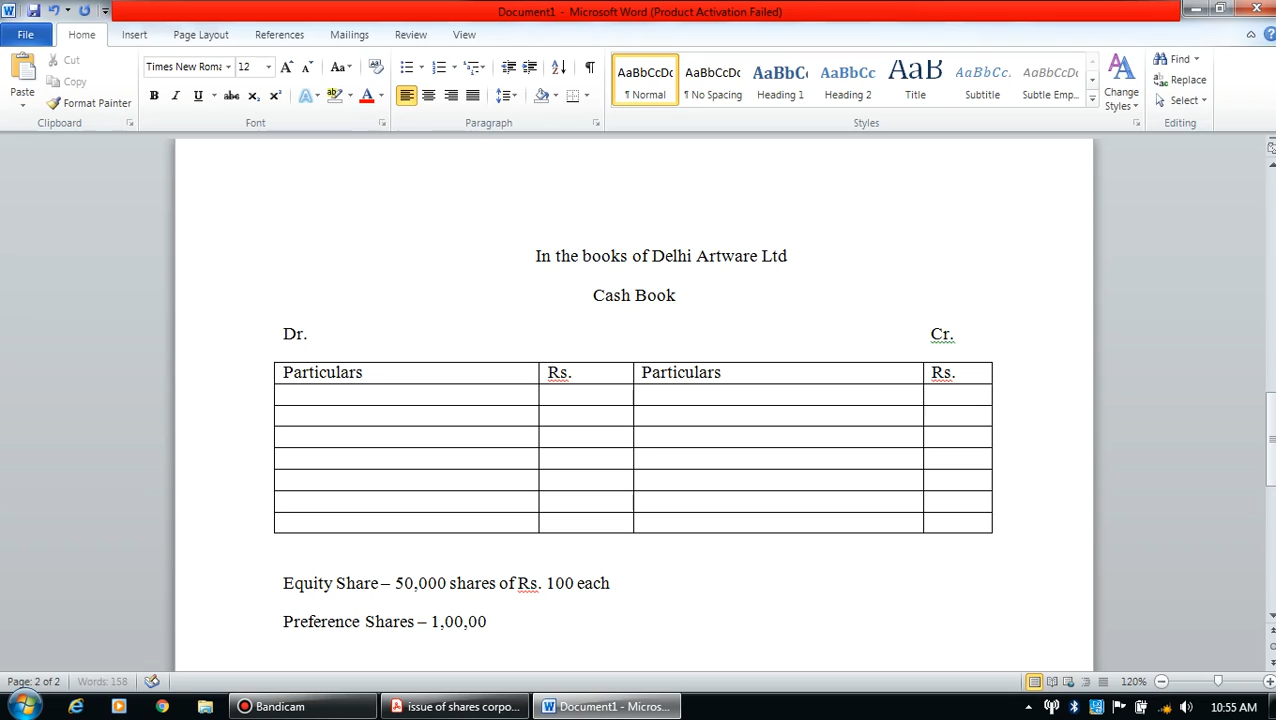 Document1 - Microsoft Word (Product Activation Failed)
File Home Insert Page Layout References Mailings Review View
Paste
Cut
Copy
Format Painter
Clipboard
Times New Roma 12
Font
Paragraph
AaBbCcDc AaBbCcDc AaBbCc AaBbCc AaB AaBbCc. AaBbCcDc
¶ Normal ¶ No Spacing Heading 1 Heading 2 Title Subtitle Subtle Emp...
Change Styles
Styles
Find
Replace
Select
Editing
In the books of Delhi Artware Ltd
Cash Book
Dr. Cr.
Particulars Rs. Particulars Rs.
Equity Share – 50,000 shares of Rs. 100 each
Preference Shares – 1,00,00
Page: 2 of 2 Words: 158 120%
Bandicam issue of shares corpo... Document1 - Micros... 10:55 AM